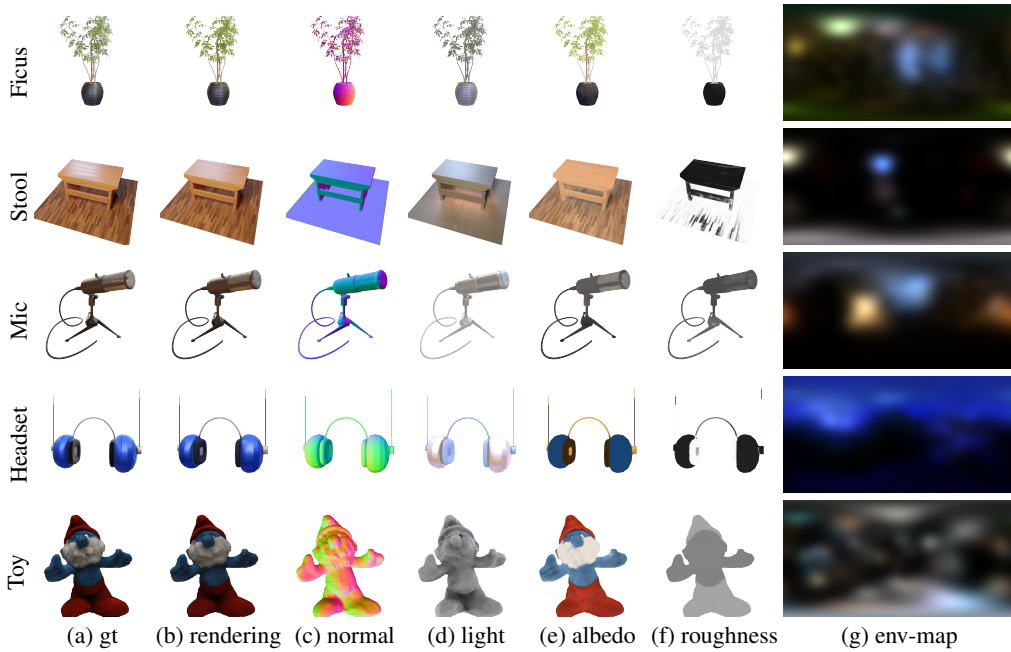 Ficus
Stool
Mic
Headset
Toy
(a) gt (b) rendering (c) normal (d) light (e) albedo (f) roughness (g) env-map